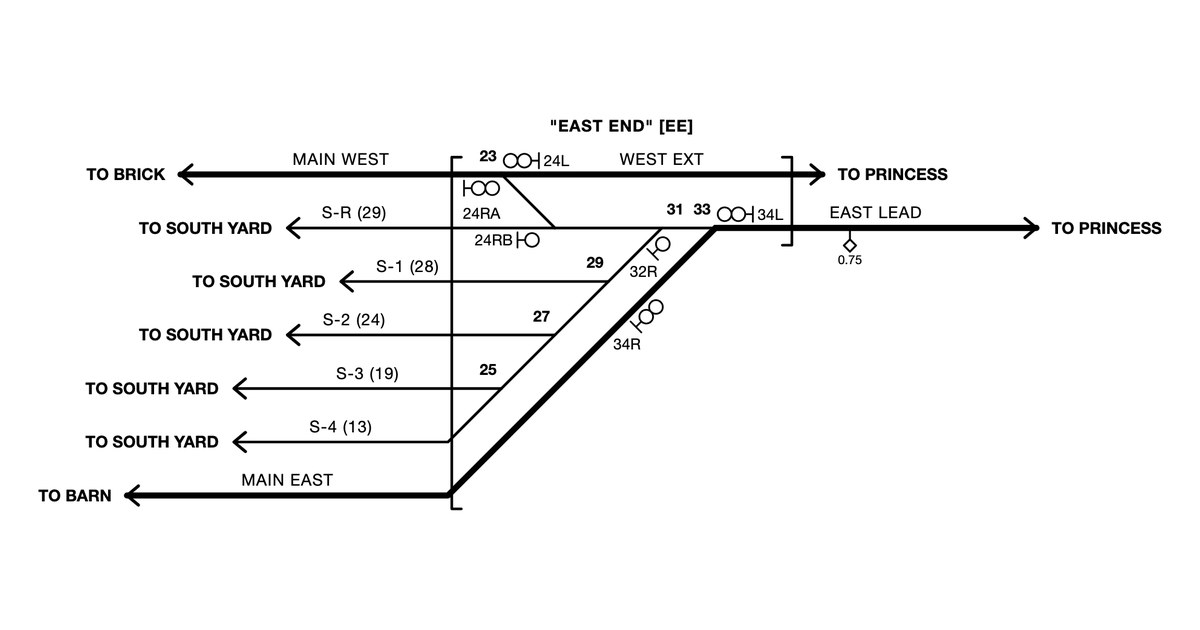 "EAST END" [EE]
MAIN WEST
23
24L
WEST EXT
TO BRICK
TO PRINCESS
24RA
S-R (29)
31
33
34L
EAST LEAD
TO SOUTH YARD
TO PRINCESS
24RB
0.75
S-1 (28)
29
32R
TO SOUTH YARD
S-2 (24)
27
TO SOUTH YARD
34R
S-3 (19)
25
TO SOUTH YARD
S-4 (13)
TO SOUTH YARD
MAIN EAST
TO BARN